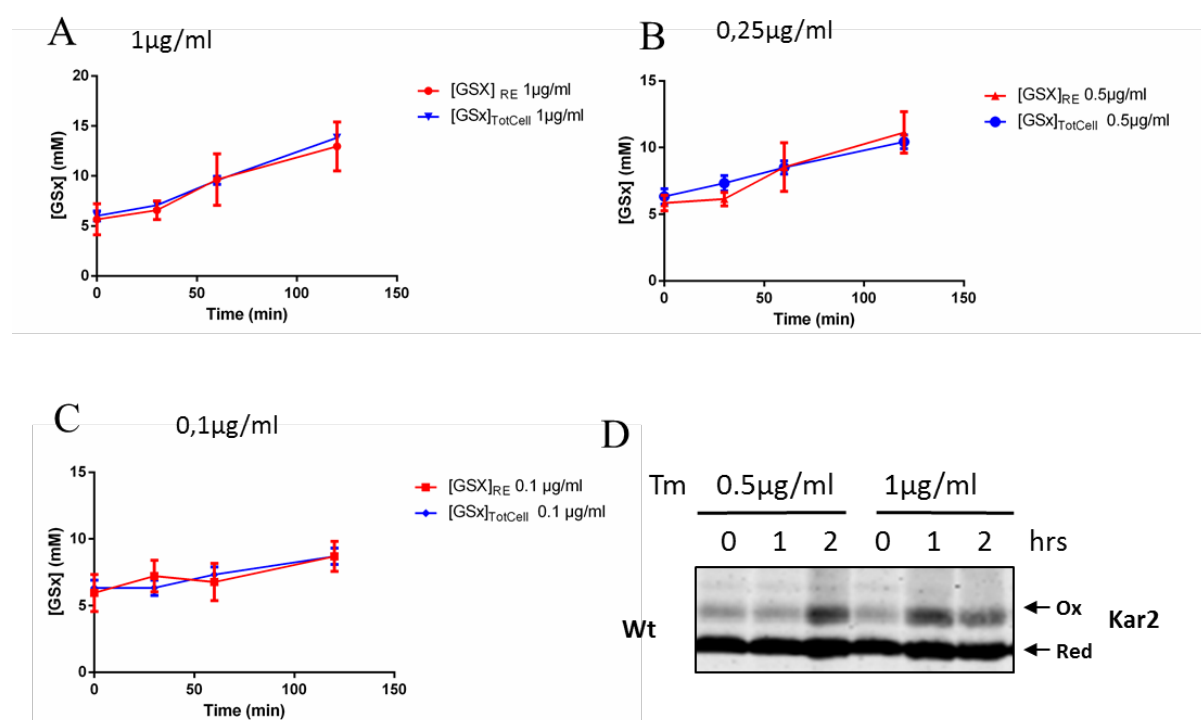 A
1µg/ml
20
15
10
5
0
[GSx] (mM)
0 50 100 150
Time (min)
[GSX] RE 1µg/ml
[GSx]TotCell 1µg/ml
B
0,25µg/ml
15
10
5
0
[GSx] (mM)
0 50 100 150
Time (min)
[GSX]RE 0.5µg/ml
[GSx]TotCell 0.5µg/ml
C
0,1µg/ml
15
10
5
0
[GSx] (mM)
0 50 100 150
Time (min)
[GSX]RE 0.1 µg/ml
[GSx]TotCell 0.1 µg/ml
D
Tm 0.5µg/ml 1µg/ml
0 1 2 0 1 2 hrs
Wt
Ox
Kar2
Red